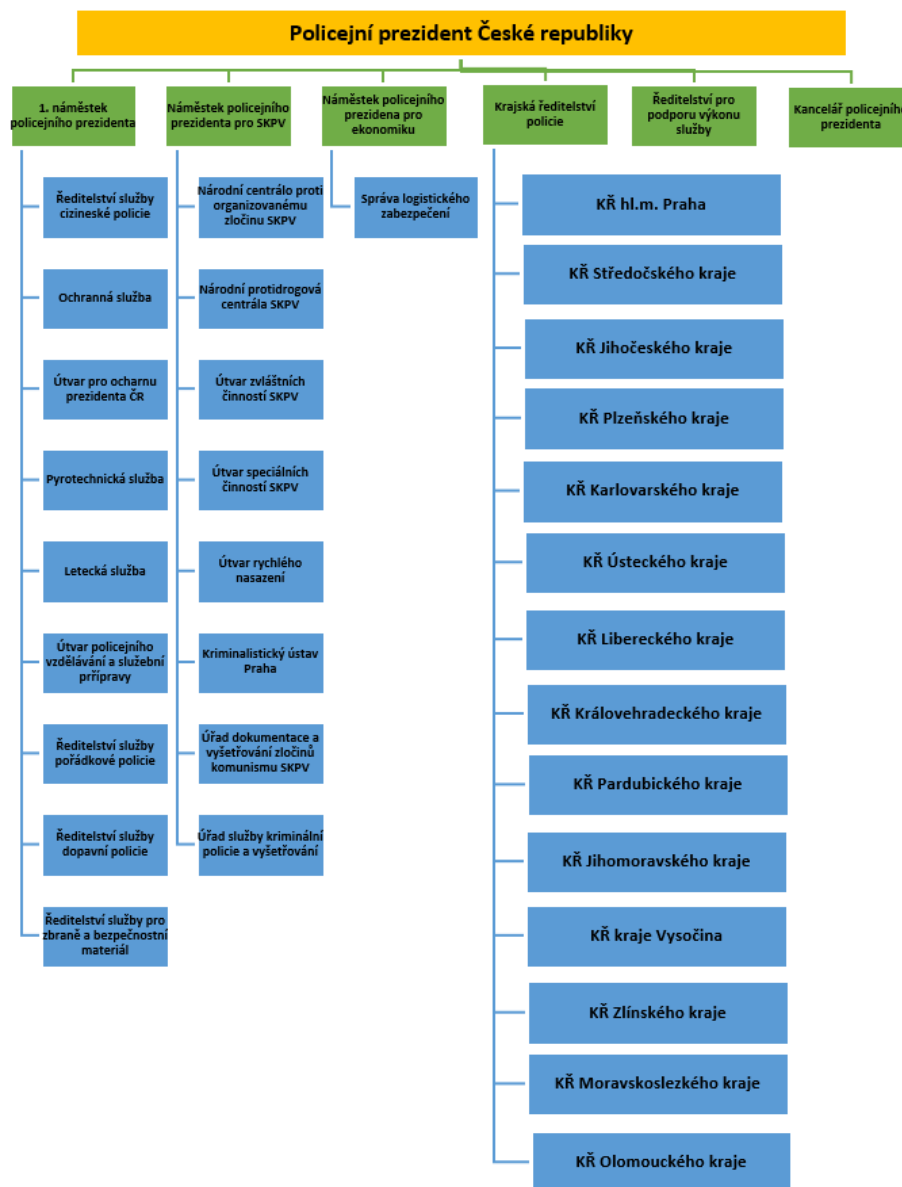 Policejní prezident České republiky
1. náměstek
policejního prezidenta
Náměstek policejního
prezidenta pro SKPV
Náměstek policejního
prezidena pro
ekonomiku
Krajská ředitelství
policie
Ředitelství pro
podporu výkonu
služby
Kancelář policejního
prezidenta
Ředitelství služby
cizineské policie
Ochranná služba
Útvar pro ocharnu
prezidenta ČR
Pyrotechnická služba
Letecká služba
Útvar policejního
vzdělávání a služební
prřípravy
Ředitelství služby
pořádkové policie
Ředitelství služby
dopavní policie
Ředitelství služby pro
zbraně a bezpečnostní
materiál
Národní centrálo proti
organizovanému
zločinu SKPV
Národní protidrogová
centrála SKPV
Útvar zvláštních
činností SKPV
Útvar speciálních
činností SKPV
Útvar rychlého
nasazení
Kriminalistický ústav
Praha
Úřad dokumentace a
vyšetřování zločinů
komunismu SKPV
Úřad služby kriminální
policie a vyšetřování
Správa logistického
zabezpečení
KŘ hl.m. Praha
KŘ Středočského kraje
KŘ Jihočeského kraje
KŘ Plzeňského kraje
KŘ Karlovarského kraje
KŘ Ústeckého kraje
KŘ Libereckého kraje
KŘ Královehradeckého kraje
KŘ Pardubického kraje
KŘ Jihomoravského kraje
KŘ kraje Vysočina
KŘ Zlínského kraje
KŘ Moravskoslezkého kraje
KŘ Olomouckého kraje